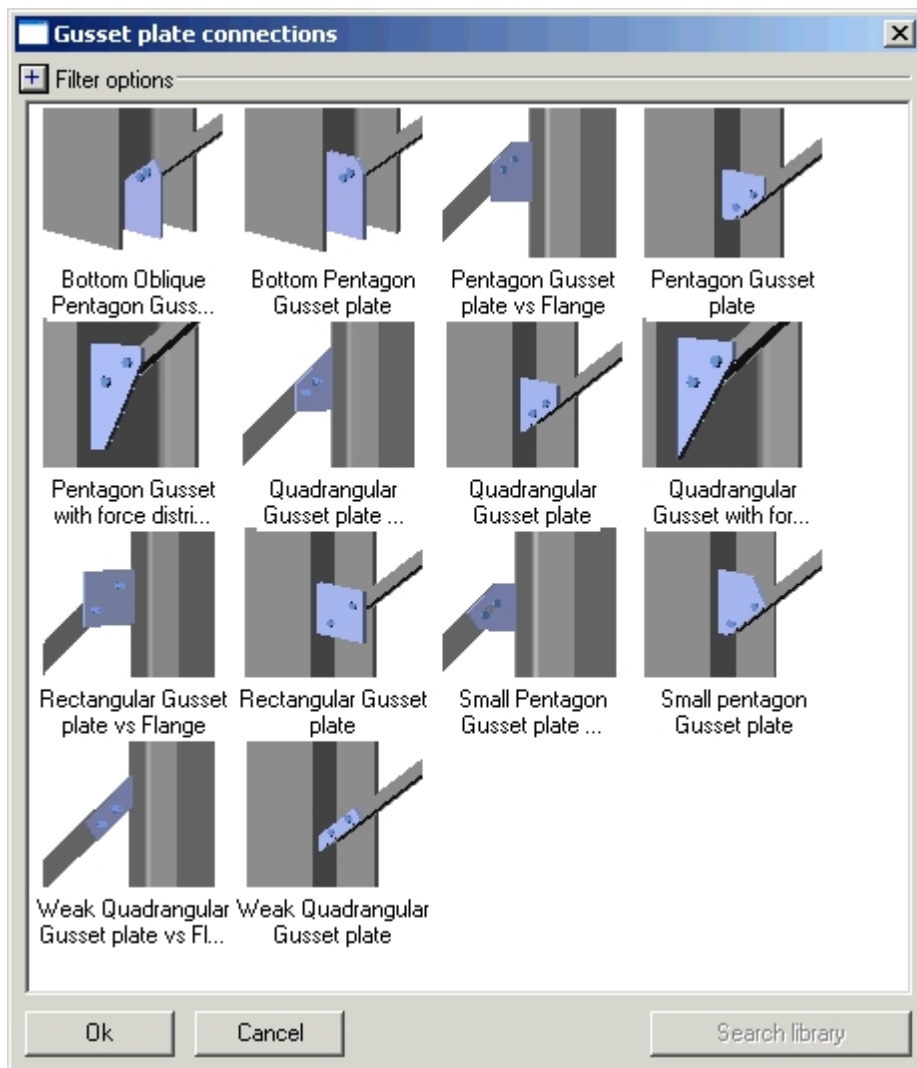 Gusset plate connections
Filter options
Bottom Oblique
Pentagon Guss...
Bottom Pentagon
Gusset plate
Pentagon Gusset
plate vs Flange
Pentagon Gusset
plate
Pentagon Gusset
with force distri...
Quadrangular
Gusset plate ...
Quadrangular
Gusset plate
Quadrangular
Gusset with for...
Rectangular Gusset
plate vs Flange
Rectangular Gusset
plate
Small Pentagon
Gusset plate ...
Small pentagon
Gusset plate
Weak Quadrangular
Gusset plate vs Fl...
Weak Quadrangular
Gusset plate
Ok
Cancel
Search library